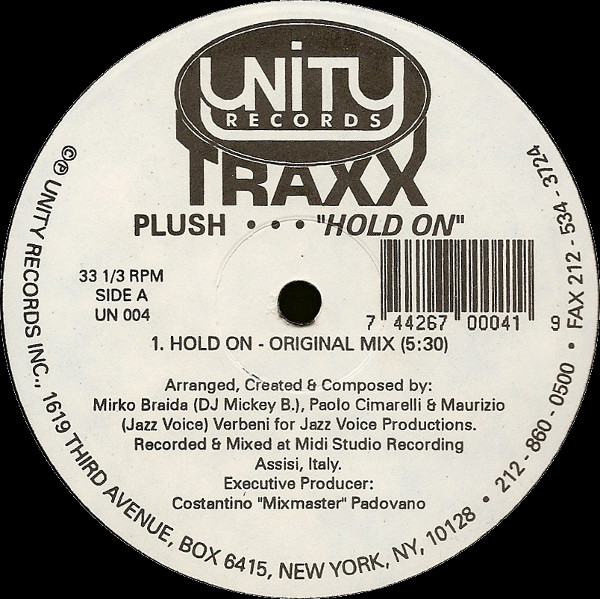 UNITY
RECORDS
TRAXX
PLUSH • • • "HOLD ON"
33 1/3 RPM
SIDE A
UN 004
7 44267 00041 9
1. HOLD ON - ORIGINAL MIX (5:30)
Arranged, Created & Composed by:
Mirko Braida (DJ Mickey B.), Paolo Cimarelli & Maurizio
(Jazz Voice) Verbeni for Jazz Voice Productions.
Recorded & Mixed at Midi Studio Recording
Assisi, Italy.
Executive Producer:
Costantino "Mixmaster" Padovano
©℗ UNITY RECORDS INC., 1619 THIRD AVENUE, BOX 6415, NEW YORK, NY, 10128 • 212-860-0500 • FAX 212-534-3724